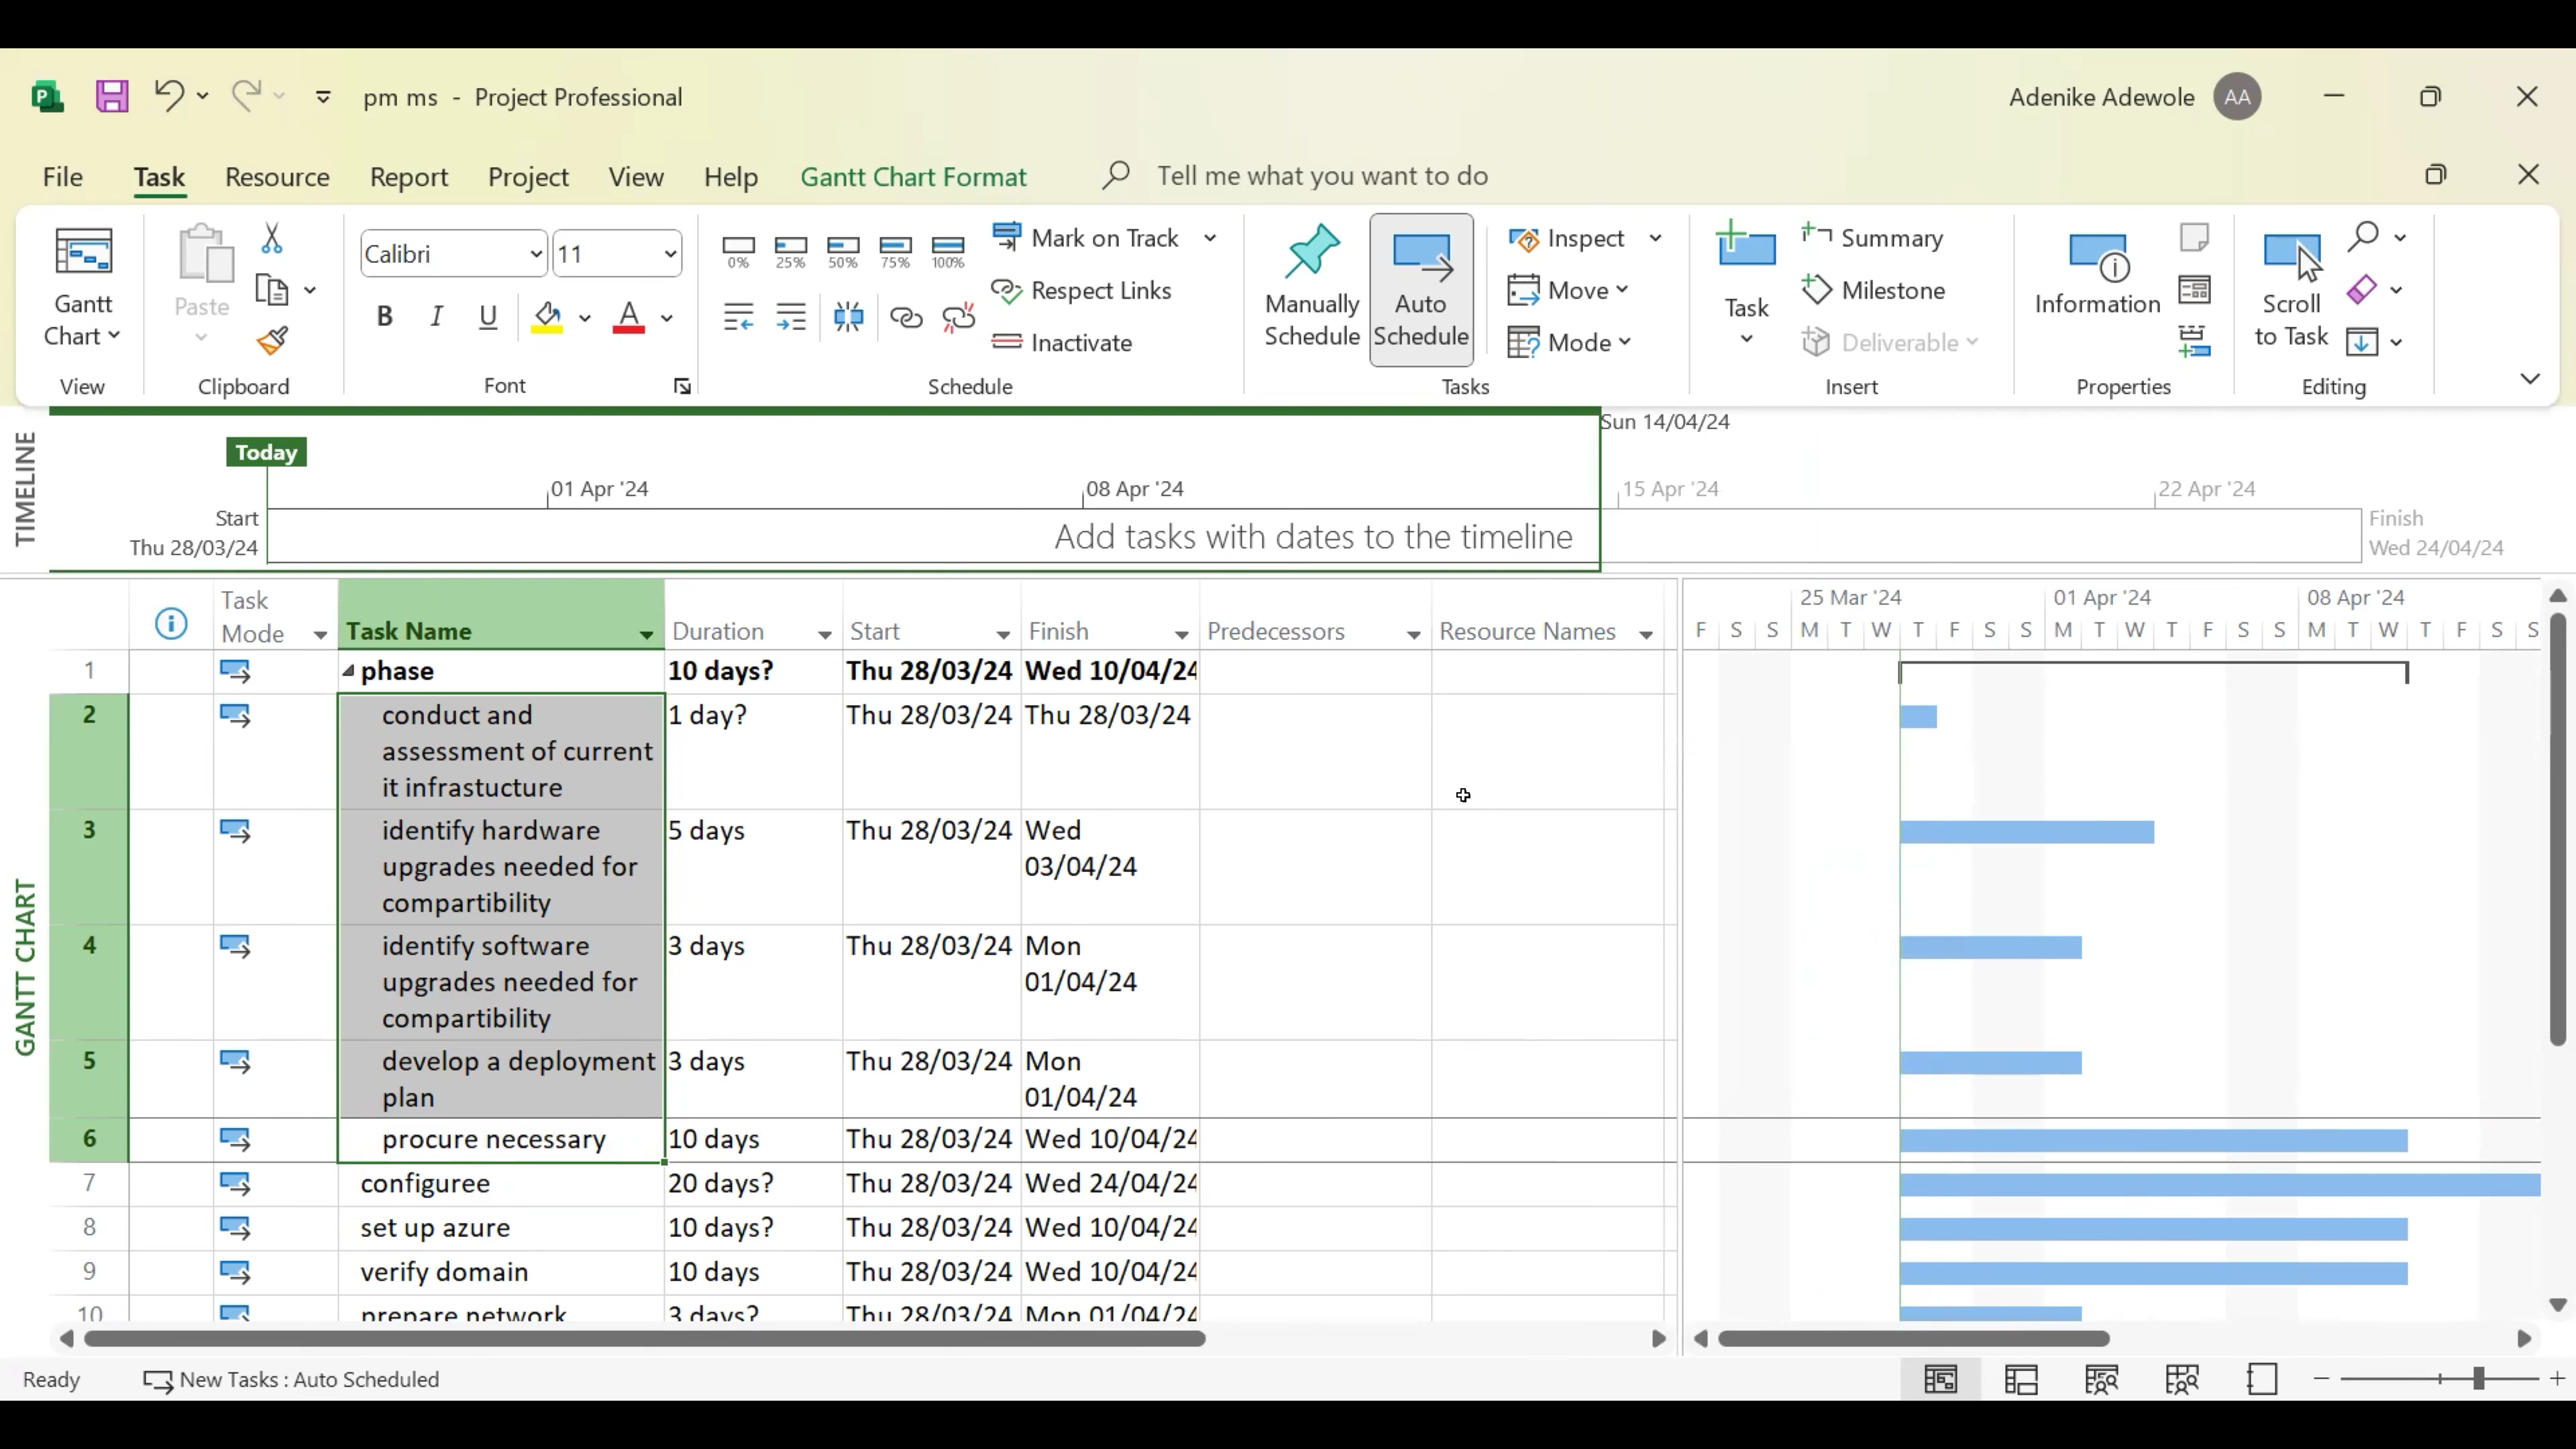 pm ms - Project Professional
Adenike Adewole AA
File Task Resource Report Project View Help Gantt Chart Format Tell me what you want to do
Gantt
Chart
View
Paste
Clipboard
Calibri 11
B I U A
Font
0% 25% 50% 75% 100%
Mark on Track
Respect Links
Inactivate
Schedule
Manually
Schedule
Auto
Schedule
Inspect
Move
Mode
Tasks
Task
Summary
Milestone
Deliverable
Insert
Information
Properties
Scroll
to Task
Editing
TIMELINE
Sun 14/04/24
Today
01 Apr '24 08 Apr '24 15 Apr '24 22 Apr '24
Start
Thu 28/03/24
Add tasks with dates to the timeline
Finish
Wed 24/04/24
GANTT CHART
Task
Mode
Task Name Duration Start Finish Predecessors Resource Names
25 Mar '24 01 Apr '24 08 Apr '24
F S S M T W T F S S M T W T F S S M T W T F S S
1 phase 10 days? Thu 28/03/24 Wed 10/04/24
2 conduct and 1 day? Thu 28/03/24 Thu 28/03/24
assessment of current
it infrastucture
3 identify hardware 5 days Thu 28/03/24 Wed
upgrades needed for 03/04/24
compartibility
4 identify software 3 days Thu 28/03/24 Mon
upgrades needed for 01/04/24
compartibility
5 develop a deployment 3 days Thu 28/03/24 Mon
plan 01/04/24
6 procure necessary 10 days Thu 28/03/24 Wed 10/04/24
7 configuree 20 days? Thu 28/03/24 Wed 24/04/24
8 set up azure 10 days? Thu 28/03/24 Wed 10/04/24
9 verify domain 10 days Thu 28/03/24 Wed 10/04/24
10 prepare network 3 days? Thu 28/03/24 Mon 01/04/24
Ready New Tasks : Auto Scheduled